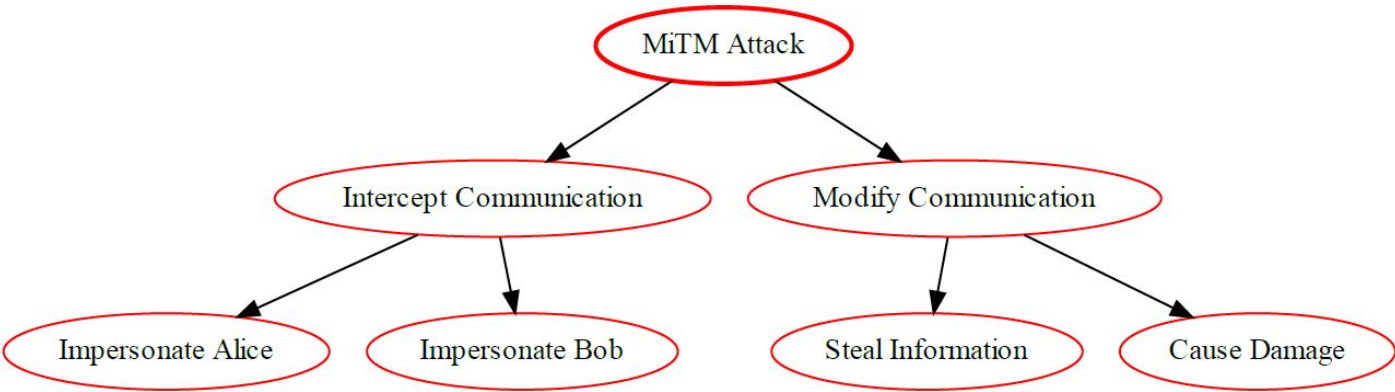 MiTM Attack
Intercept Communication
Modify Communication
Impersonate Alice
Impersonate Bob
Steal Information
Cause Damage